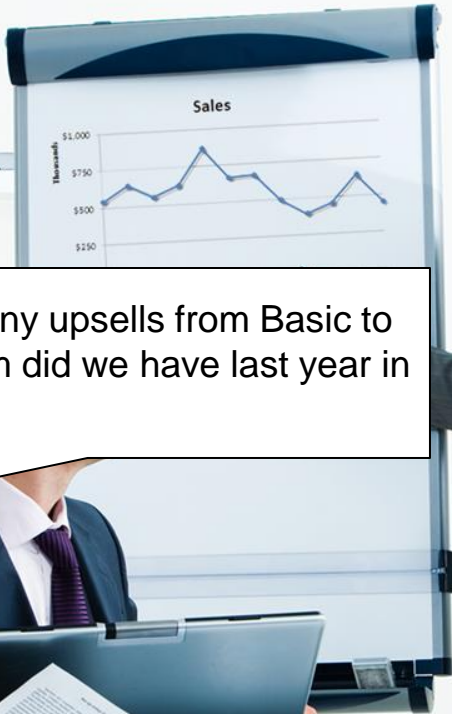 Sales
$1,000
Thousands
$750
$500
$250
ny upsells from Basic to
did we have last year in